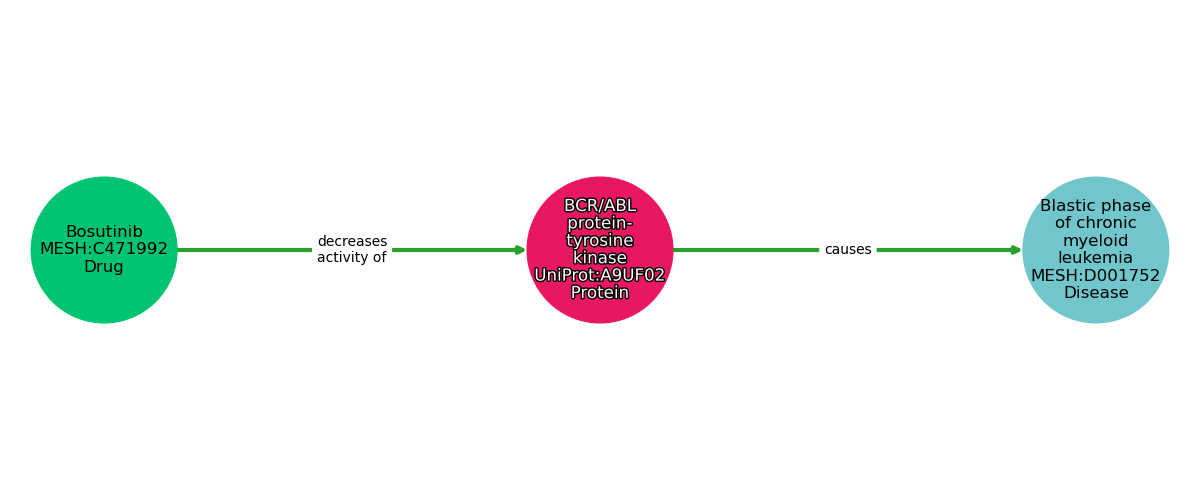 Bosutinib
MESH:C471992
Drug
decreases
activity of
BCR/ABL
protein-
tyrosine
kinase
UniProt:A9UF02
Protein
causes
Blastic phase
of chronic
myeloid
leukemia
MESH:D001752
Disease